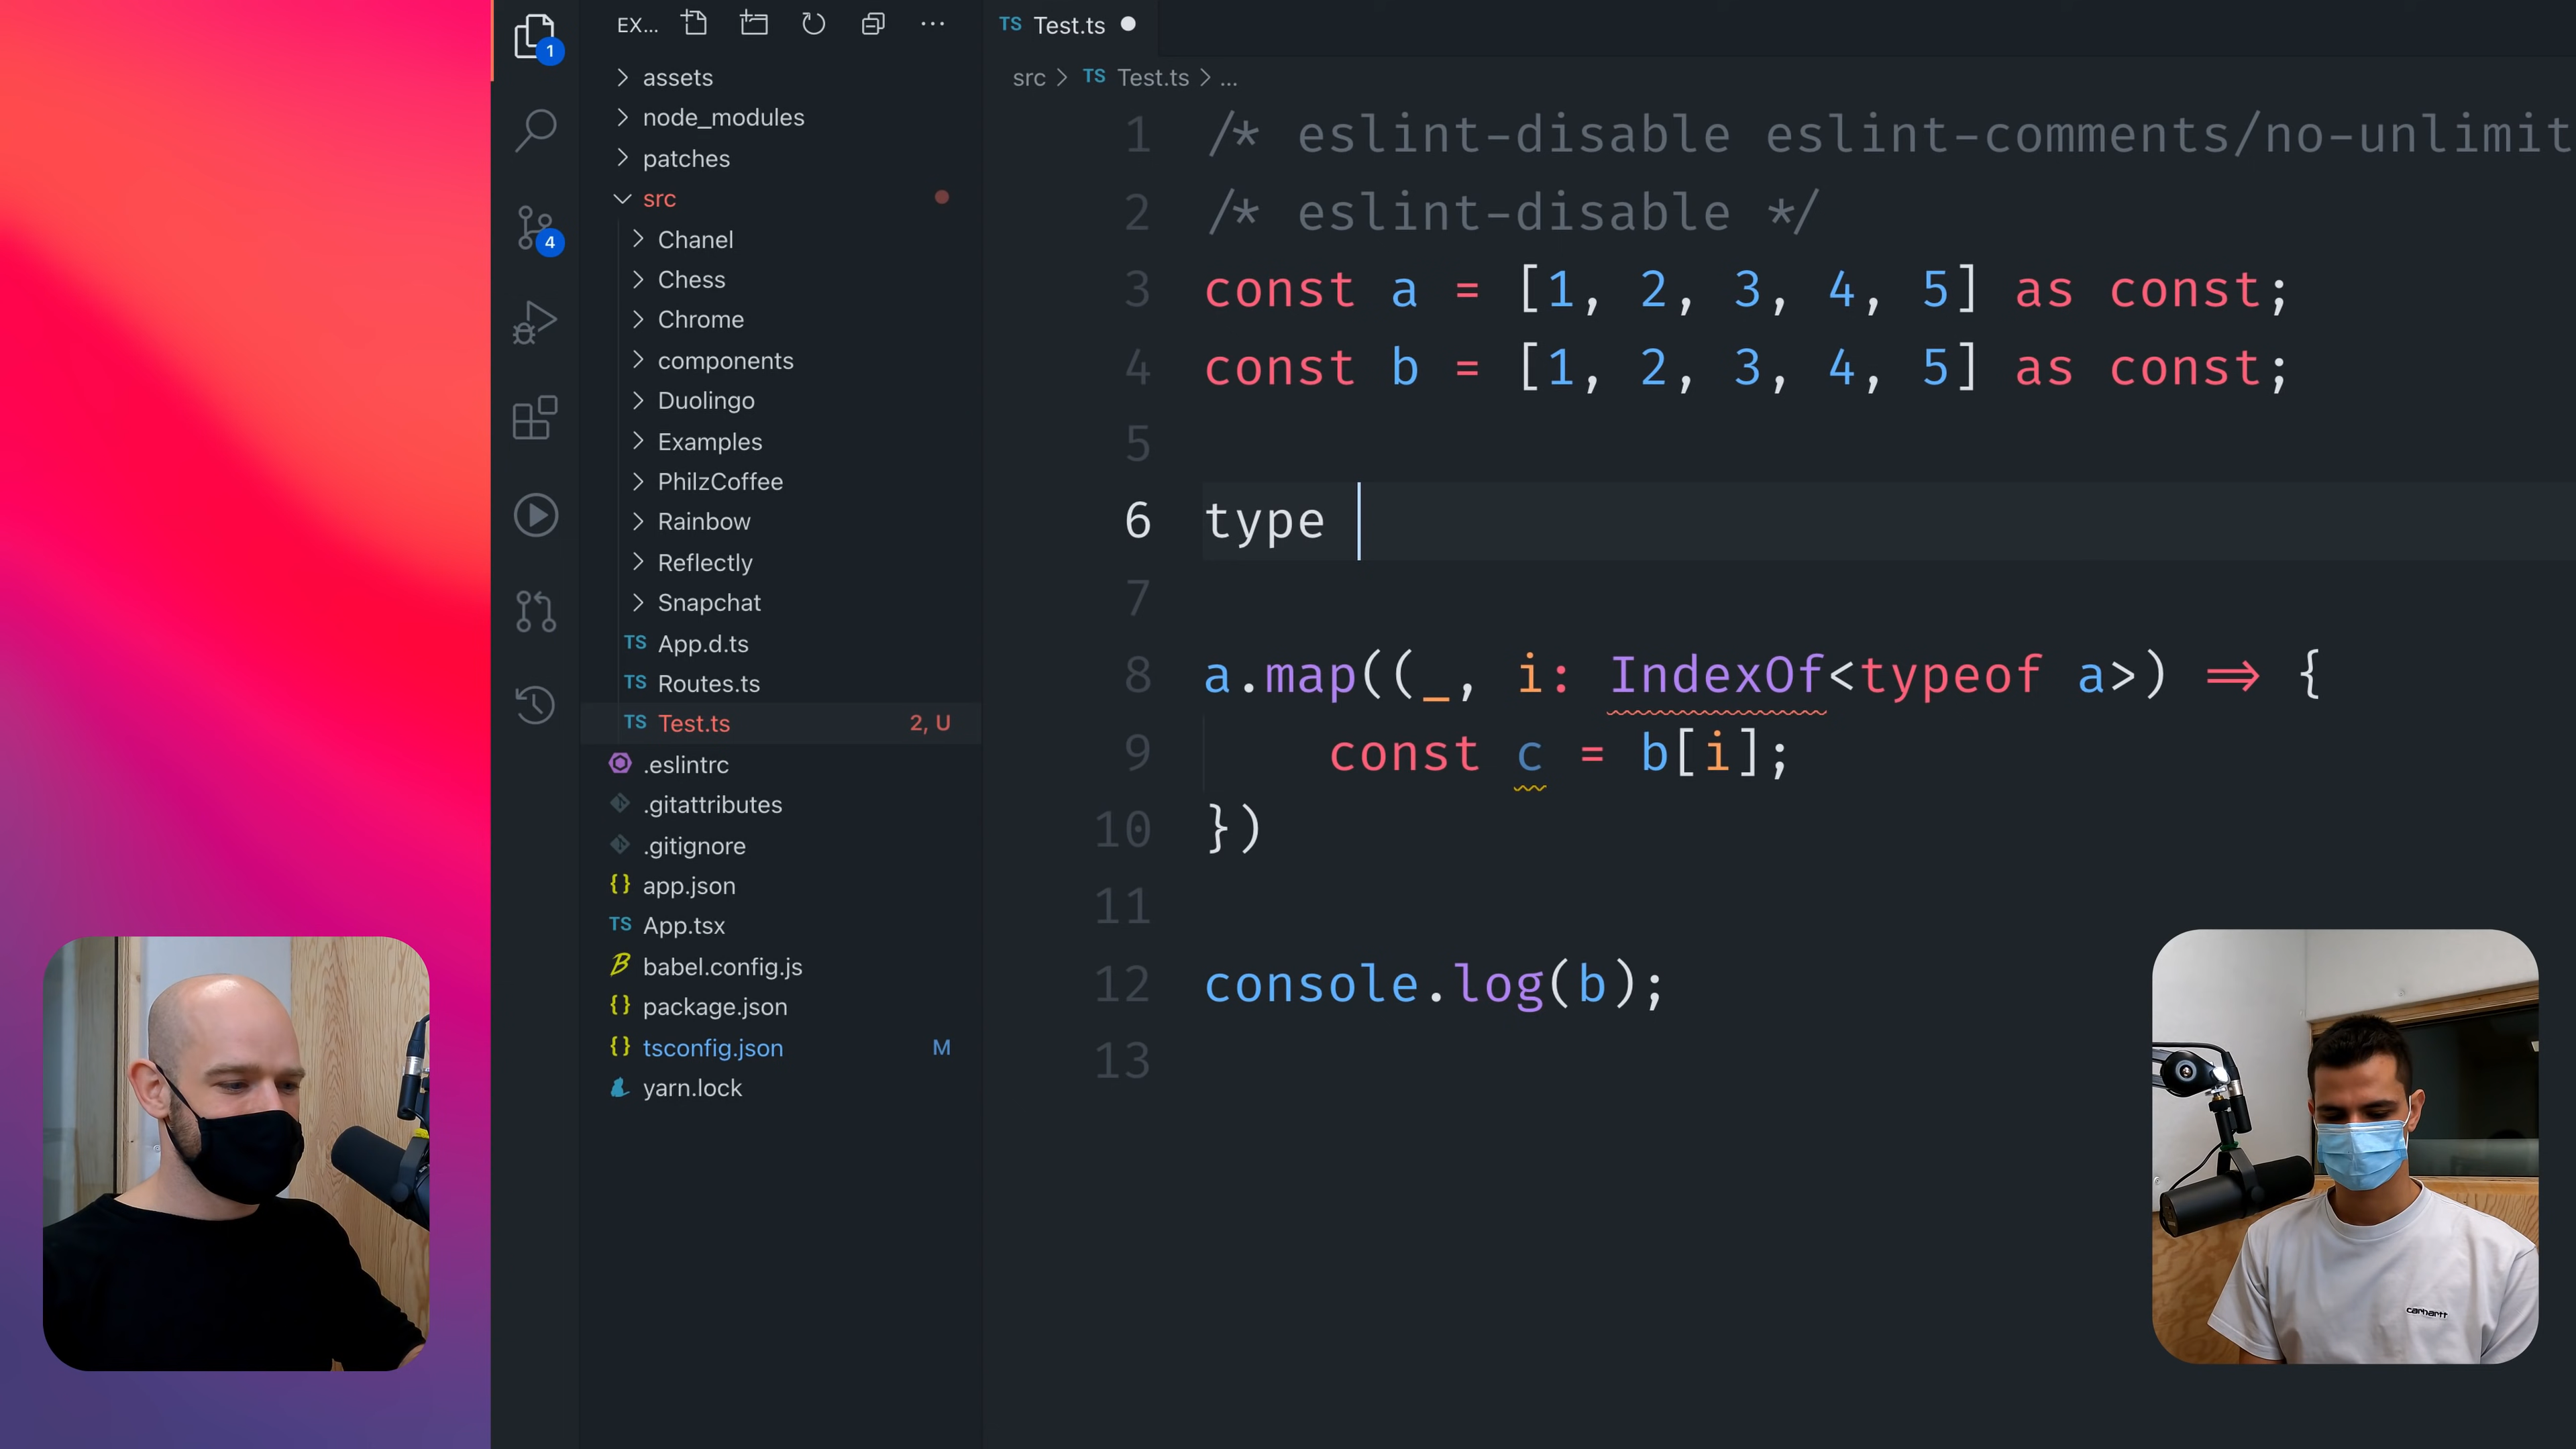 1
4
EX...
assets
node_modules
patches
src
Chanel
Chess
Chrome
components
Duolingo
Examples
PhilzCoffee
Rainbow
Reflectly
Snapchat
TS App.d.ts
TS Routes.ts
TS Test.ts 2, U
.eslintrc
.gitattributes
.gitignore
{} app.json
TS App.tsx
babel.config.js
{} package.json
{} tsconfig.json M
yarn.lock
TS Test.ts
src > TS Test.ts > ...
1 /* eslint-disable eslint-comments/no-unlimit
2 /* eslint-disable */
3 const a = [1, 2, 3, 4, 5] as const;
4 const b = [1, 2, 3, 4, 5] as const;
5
6 type
7
8 a.map((_, i: IndexOf<typeof a>) => {
9 const c = b[i];
10 })
11
12 console.log(b);
13
carhartt